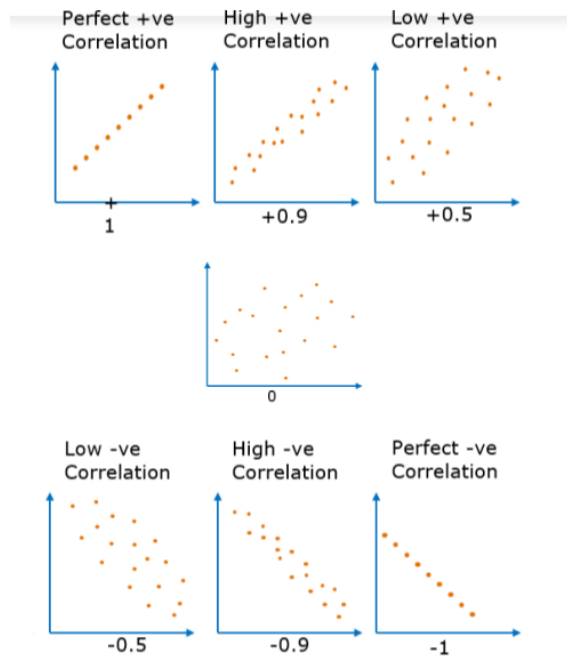 Perfect +ve
Correlation
High +ve
Correlation
Low +ve
Correlation
+
1
+0.9
+0.5
0
Low -ve
Correlation
High -ve
Correlation
Perfect -ve
Correlation
-0.5
-0.9
-1